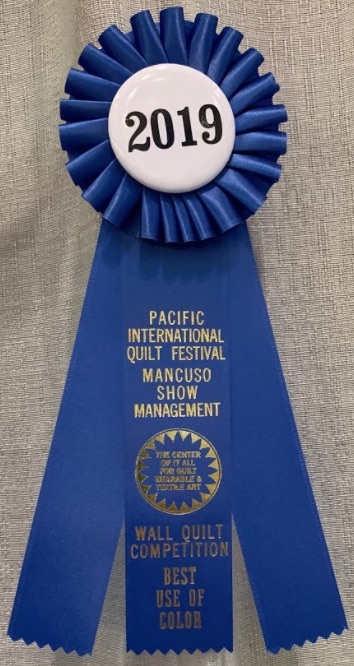 2019
PACIFIC
INTERNATIONAL
QUILT FESTIVAL
MANCUSO
SHOW
MANAGEMENT
THE CENTER
OF IT ALL
FOR QUILT
WEARABLE &
TEXTILE ART
WALL QUILT
COMPETITION
BEST
USE OF
COLOR